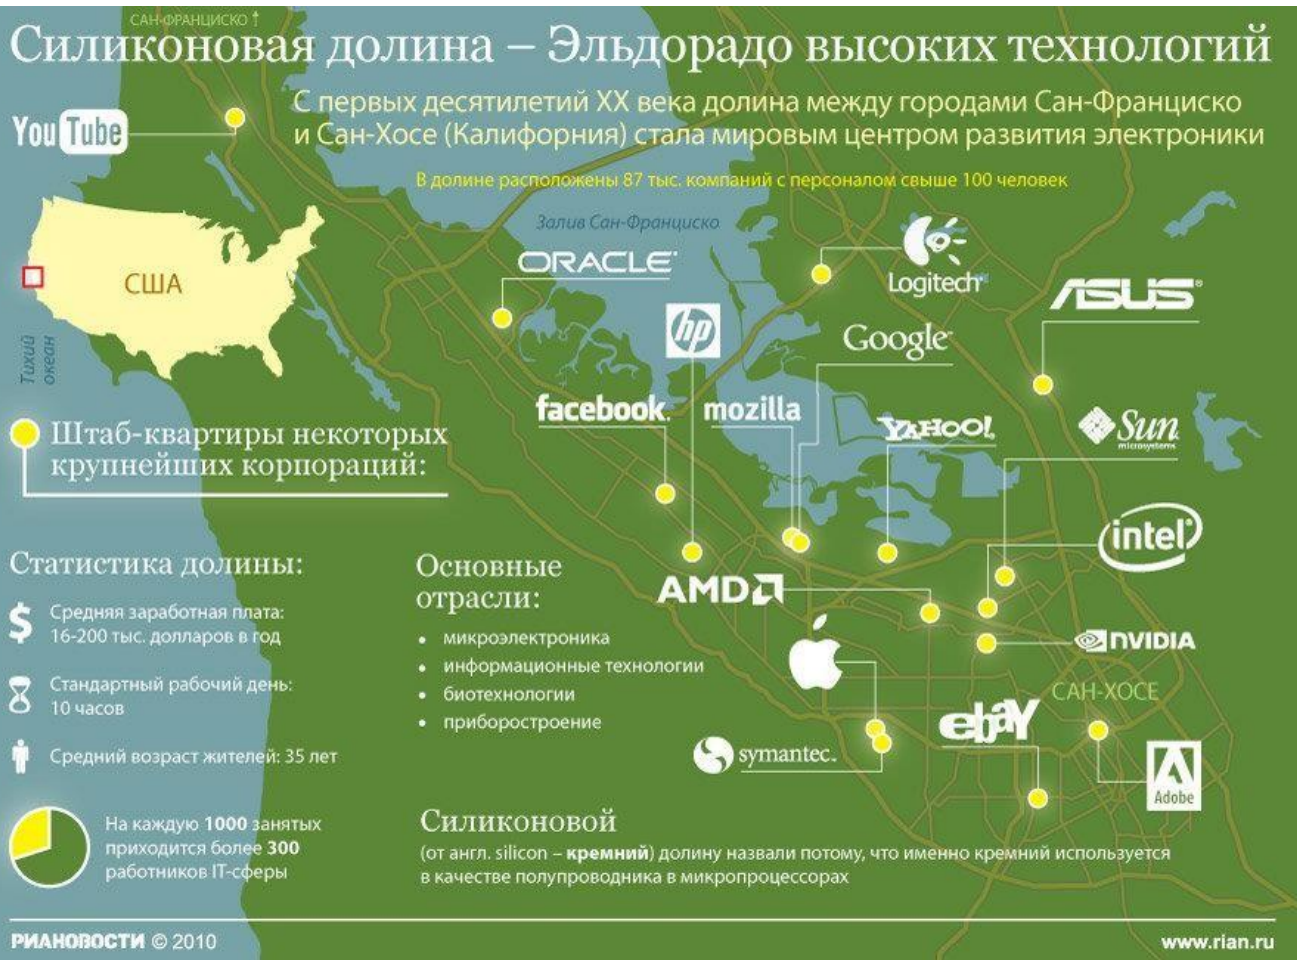 САН-ФРАНЦИСКО ↑
Силиконовая долина – Эльдорадо высоких технологий
С первых десятилетий XX века долина между городами Сан-Франциско
и Сан-Хосе (Калифорния) стала мировым центром развития электроники
В долине расположены 87 тыс. компаний с персоналом свыше 100 человек
You Tube
США
Тихий
океан
Залив Сан-Франциско
ORACLE
hp
Logitech
ASUS
Google
facebook.
mozilla
YAHOO!
Sun
microsystems
intel
AMD
NVIDIA
САН-ХОСЕ
ebaY
symantec.
Adobe
Штаб-квартиры некоторых
крупнейших корпораций:
Статистика долины:
Средняя заработная плата:
16-200 тыс. долларов в год
Стандартный рабочий день:
10 часов
Средний возраст жителей: 35 лет
На каждую 1000 занятых
приходится более 300
работников IT-сферы
Основные
отрасли:
• микроэлектроника
• информационные технологии
• биотехнологии
• приборостроение
Силиконовой
(от англ. silicon – кремний) долину назвали потому, что именно кремний используется
в качестве полупроводника в микропроцессорах
РИАНОВОСТИ © 2010
www.rian.ru